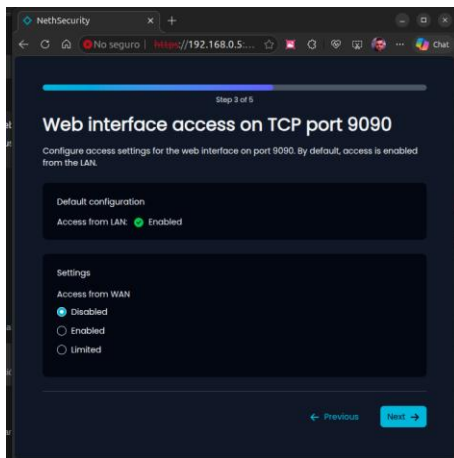 NethSecurity
No seguro | https://192.168.0.5:...
Chat
Step 3 of 5
Web interface access on TCP port 9090
Configure access settings for the web interface on port 9090. By default, access is enabled
from the LAN.
Default configuration
Access from LAN: Enabled
Settings
Access from WAN
Disabled
Enabled
Limited
Previous
Next